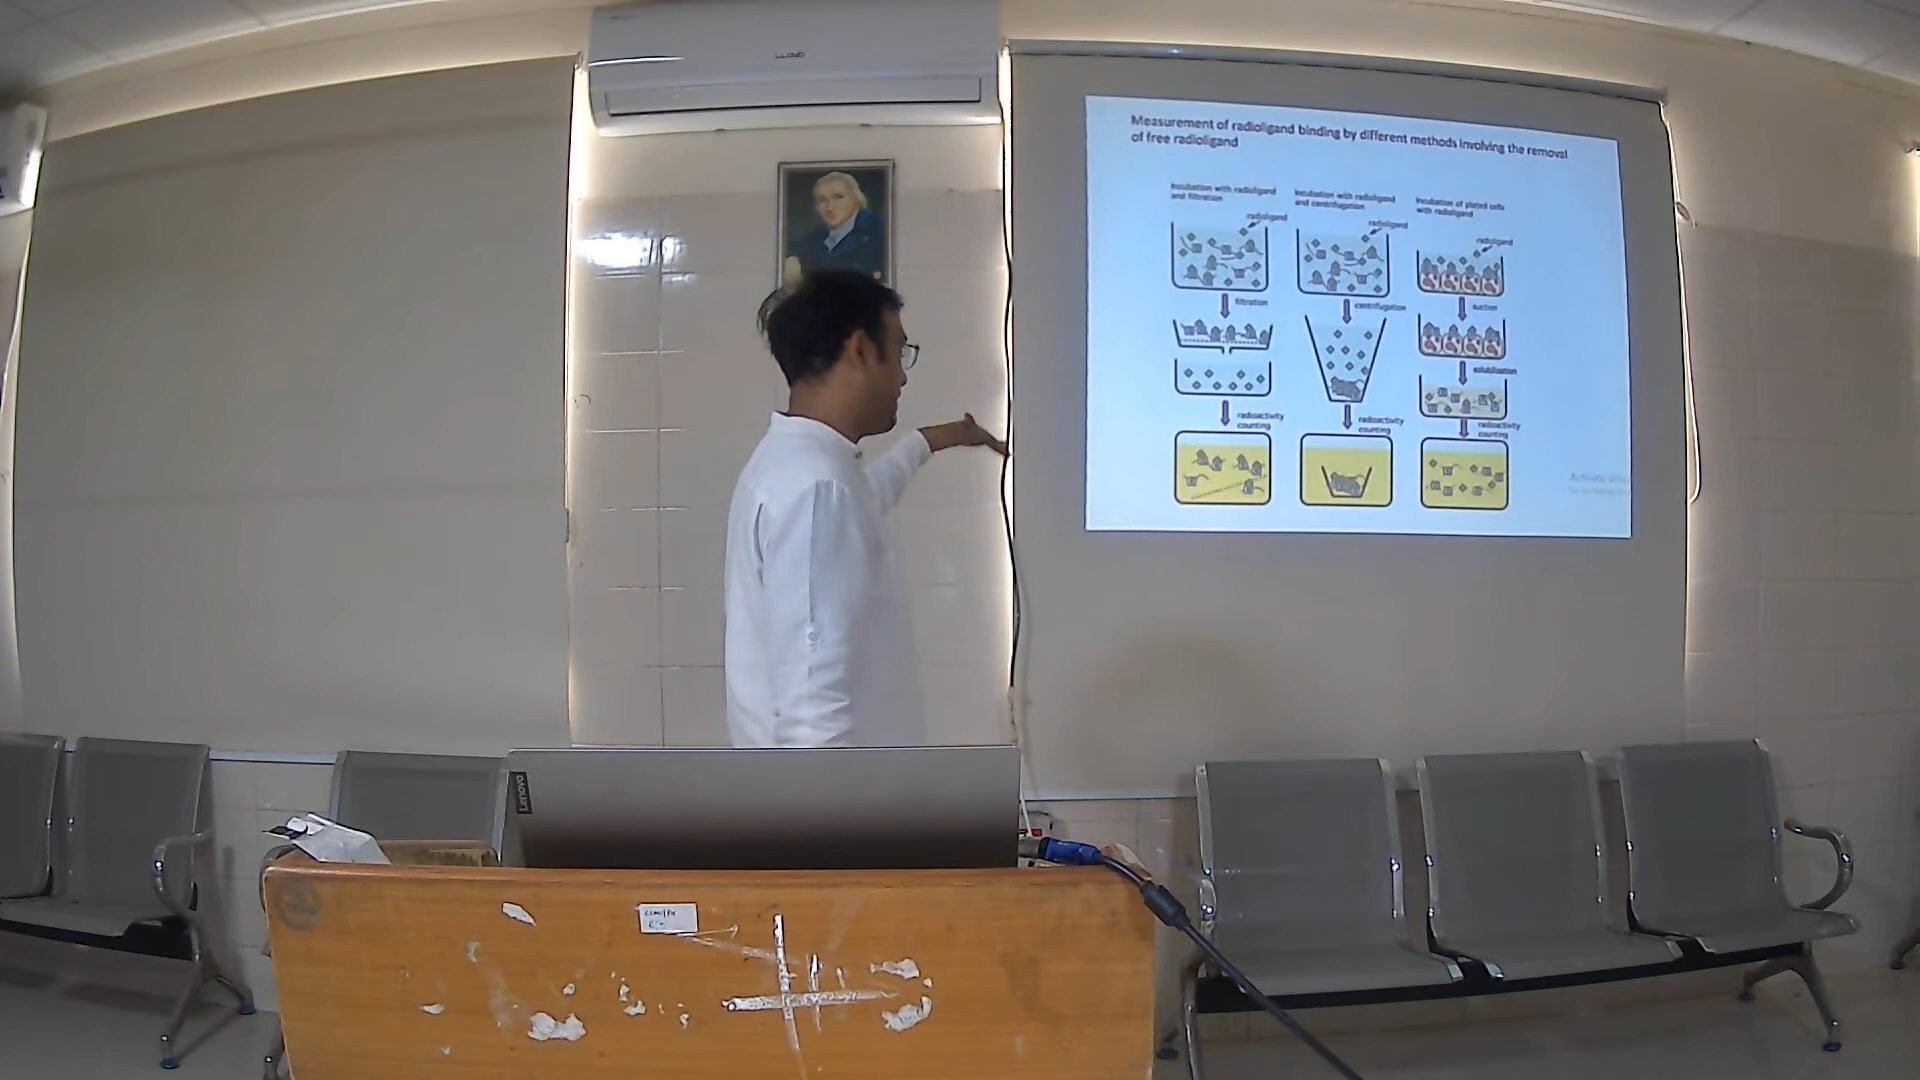 LLOYD
Measurement of radioligand binding by different methods involving the removal
of free radioligand
Incubation with radioligand
and filtration
radioligand
filtration
radioactivity
counting
Incubation with radioligand
and centrifugation
radioligand
centrifugation
radioactivity
counting
Incubation of plated cells
with radioligand
radioligand
suction
solubilisation
radioactivity
counting
Lenovo